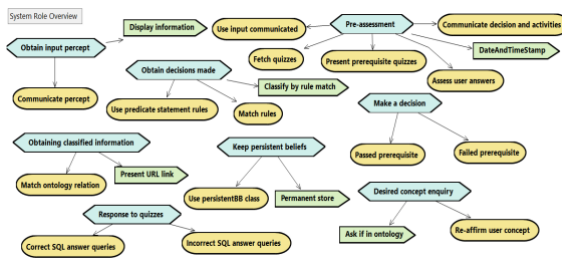 System Role Overview
Display information
Pre-assessment
Communicate decision and activities
Use input communicated
Obtain input percept
DateAndTimeStamp
Fetch quizzes
Present prerequisite quizzes
Obtain decisions made
Assess user answers
Classify by rule match
Communicate percept
Use predicate statement rules
Match rules
Make a decision
Obtaining classified information
Keep persistent beliefs
Passed prerequisite
Failed prerequisite
Present URL link
Match ontology relation
Use persistentBB class
Permanent store
Desired concept enquiry
Response to quizzes
Ask if in ontology
Re-affirm user concept
Correct SQL answer queries
Incorrect SQL answer queries